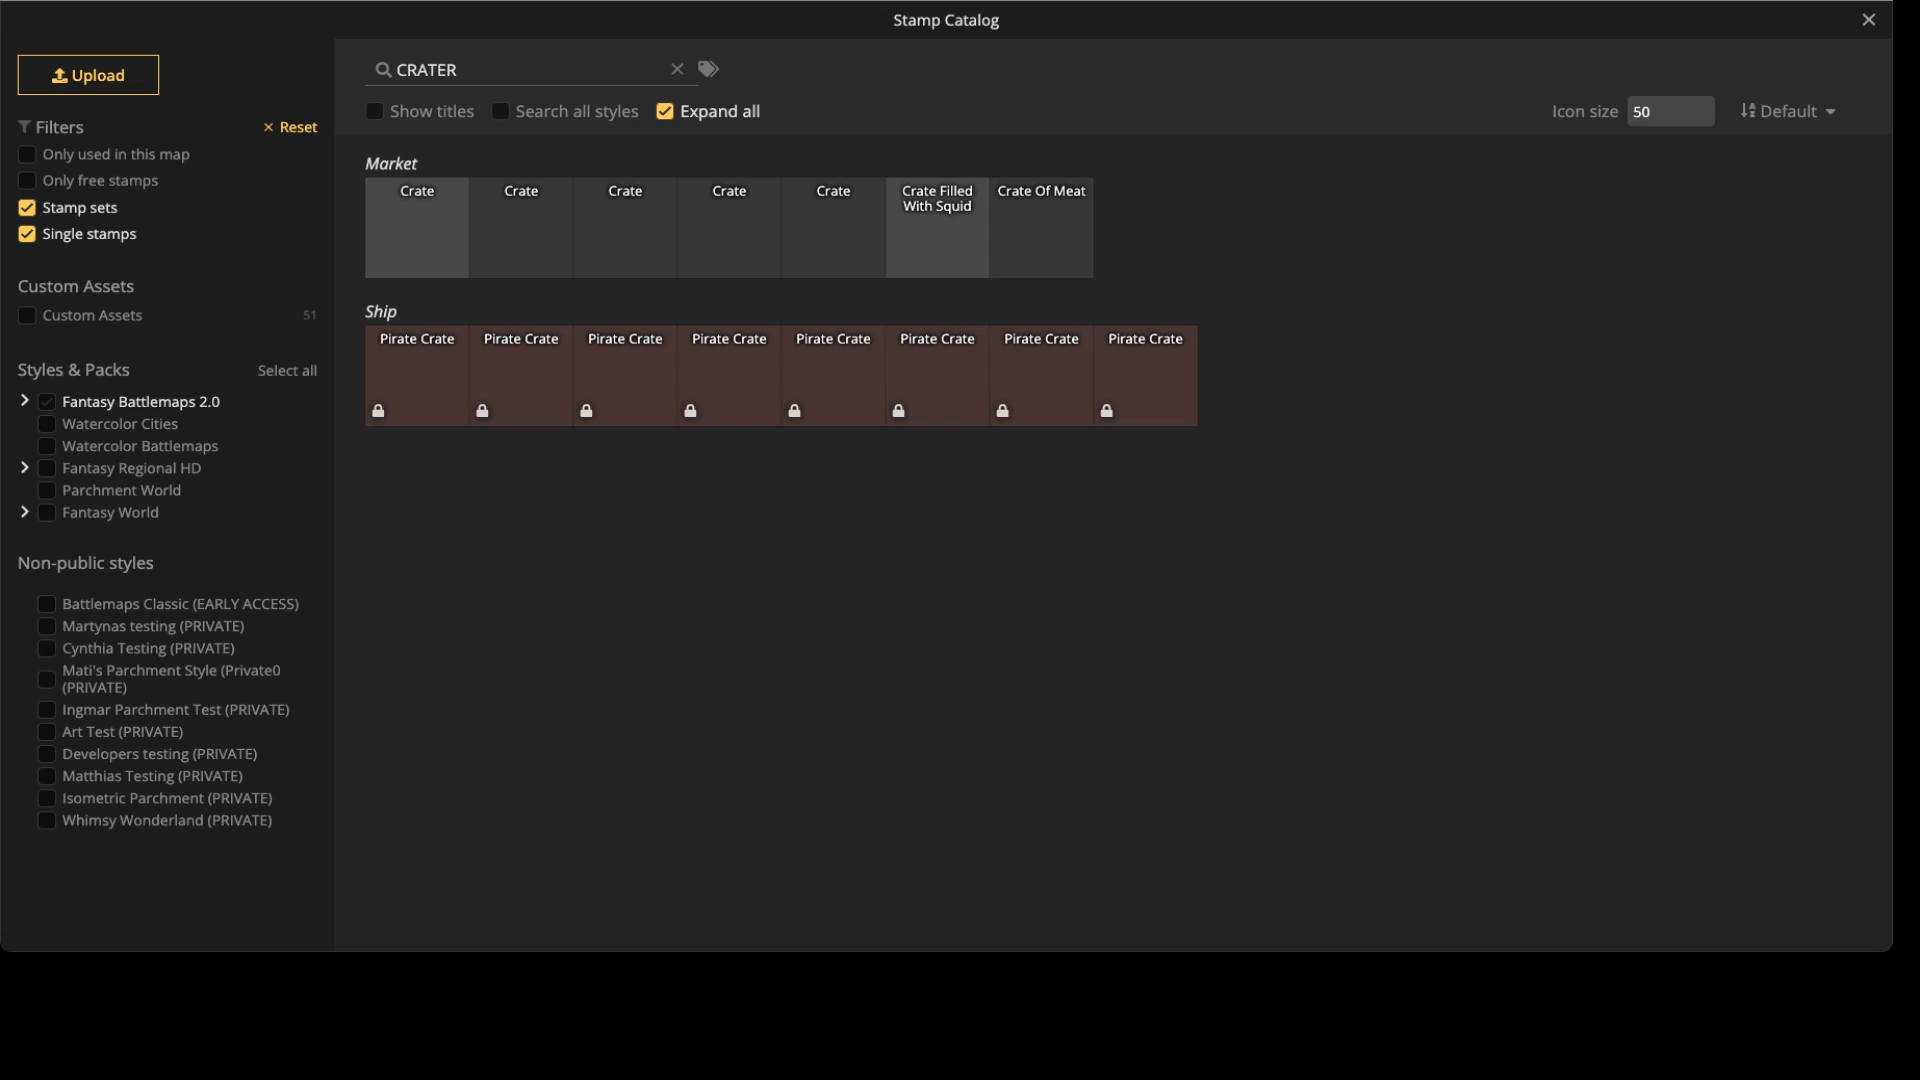 Stamp Catalog
Upload
CRATER
Show titles
Search all styles
Expand all
Icon size
50
Default
Filters
Reset
Only used in this map
Only free stamps
Stamp sets
Single stamps
Custom Assets
Custom Assets
51
Styles & Packs
Select all
Fantasy Battlemaps 2.0
Watercolor Cities
Watercolor Battlemaps
Fantasy Regional HD
Parchment World
Fantasy World
Non-public styles
Battlemaps Classic (EARLY ACCESS)
Martynas testing (PRIVATE)
Cynthia Testing (PRIVATE)
Mati's Parchment Style (Private0
(PRIVATE)
Ingmar Parchment Test (PRIVATE)
Art Test (PRIVATE)
Developers testing (PRIVATE)
Matthias Testing (PRIVATE)
Isometric Parchment (PRIVATE)
Whimsy Wonderland (PRIVATE)
Market
Crate
Crate
Crate
Crate
Crate
Crate Filled
With Squid
Crate Of Meat
Ship
Pirate Crate
Pirate Crate
Pirate Crate
Pirate Crate
Pirate Crate
Pirate Crate
Pirate Crate
Pirate Crate